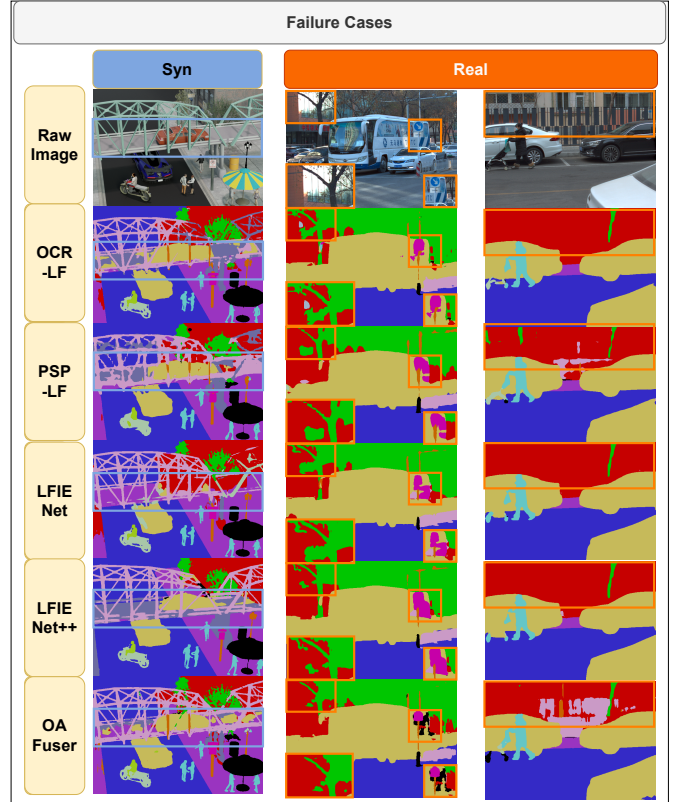 Failure Cases
Syn
Real
Raw
Image
OCR
-LF
PSP
-LF
LFIE
Net
LFIE
Net++
OA
Fuser